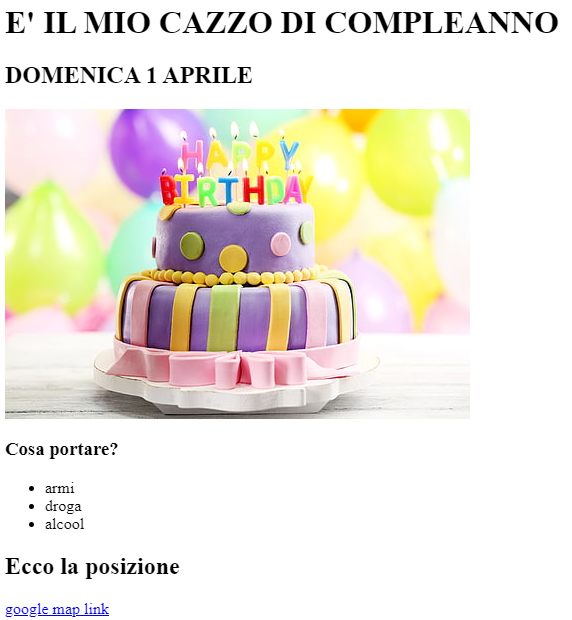 E' IL MIO CAZZO DI COMPLEANNO
DOMENICA 1 APRILE
HAPPY
BIRTHDAY
Cosa portare?
armi
droga
alcool
Ecco la posizione
google map link